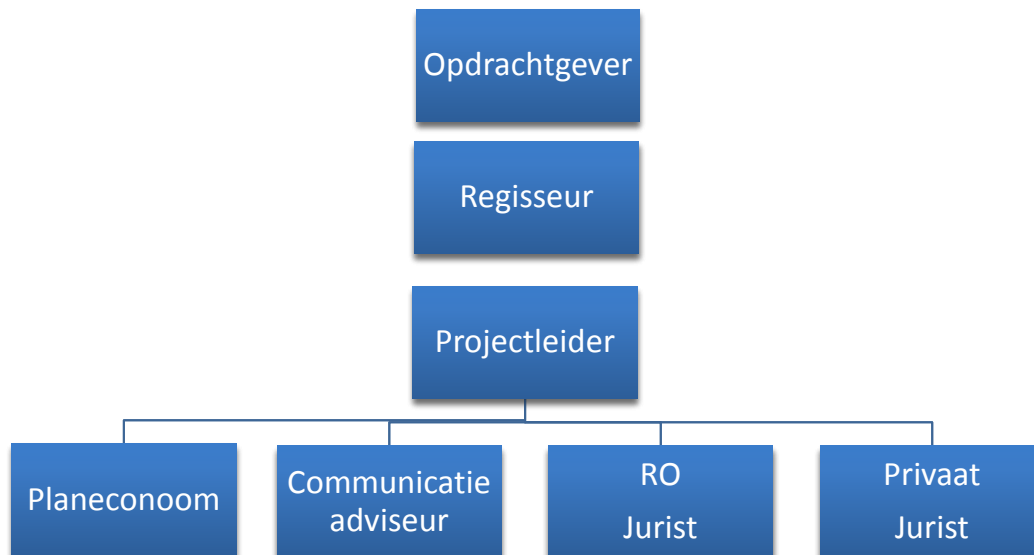 Opdrachtgever
Regisseur
Projectleider
Planeconoom
Communicatie
adviseur
RO
Jurist
Privaat
Jurist